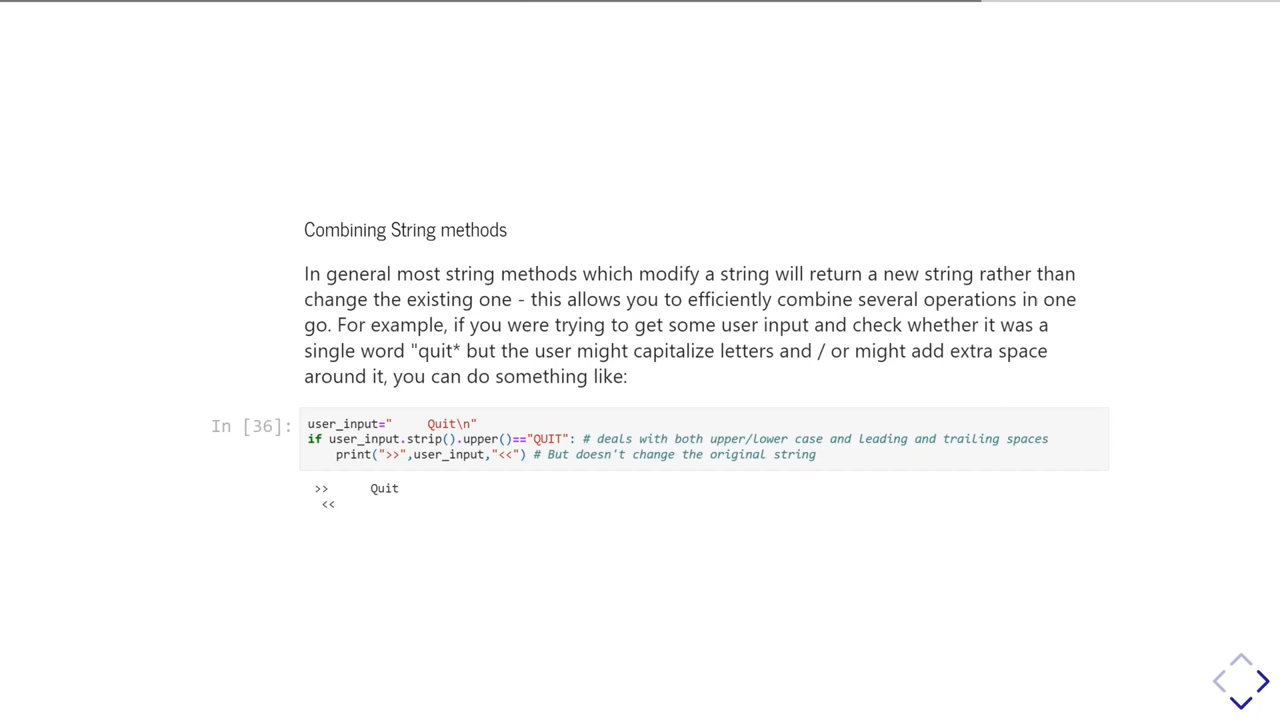 Combining String methods
In general most string methods which modify a string will return a new string rather than
change the existing one - this allows you to efficiently combine several operations in one
go. For example, if you were trying to get some user input and check whether it was a
single word "quit* but the user might capitalize letters and / or might add extra space
around it, you can do something like:
In [36]:
user_input="     Quit\n"
if user_input.strip().upper()=="QUIT": # deals with both upper/lower case and leading and trailing spaces
    print(">>",user_input,"<<") # But doesn't change the original string
>>      Quit
 <<